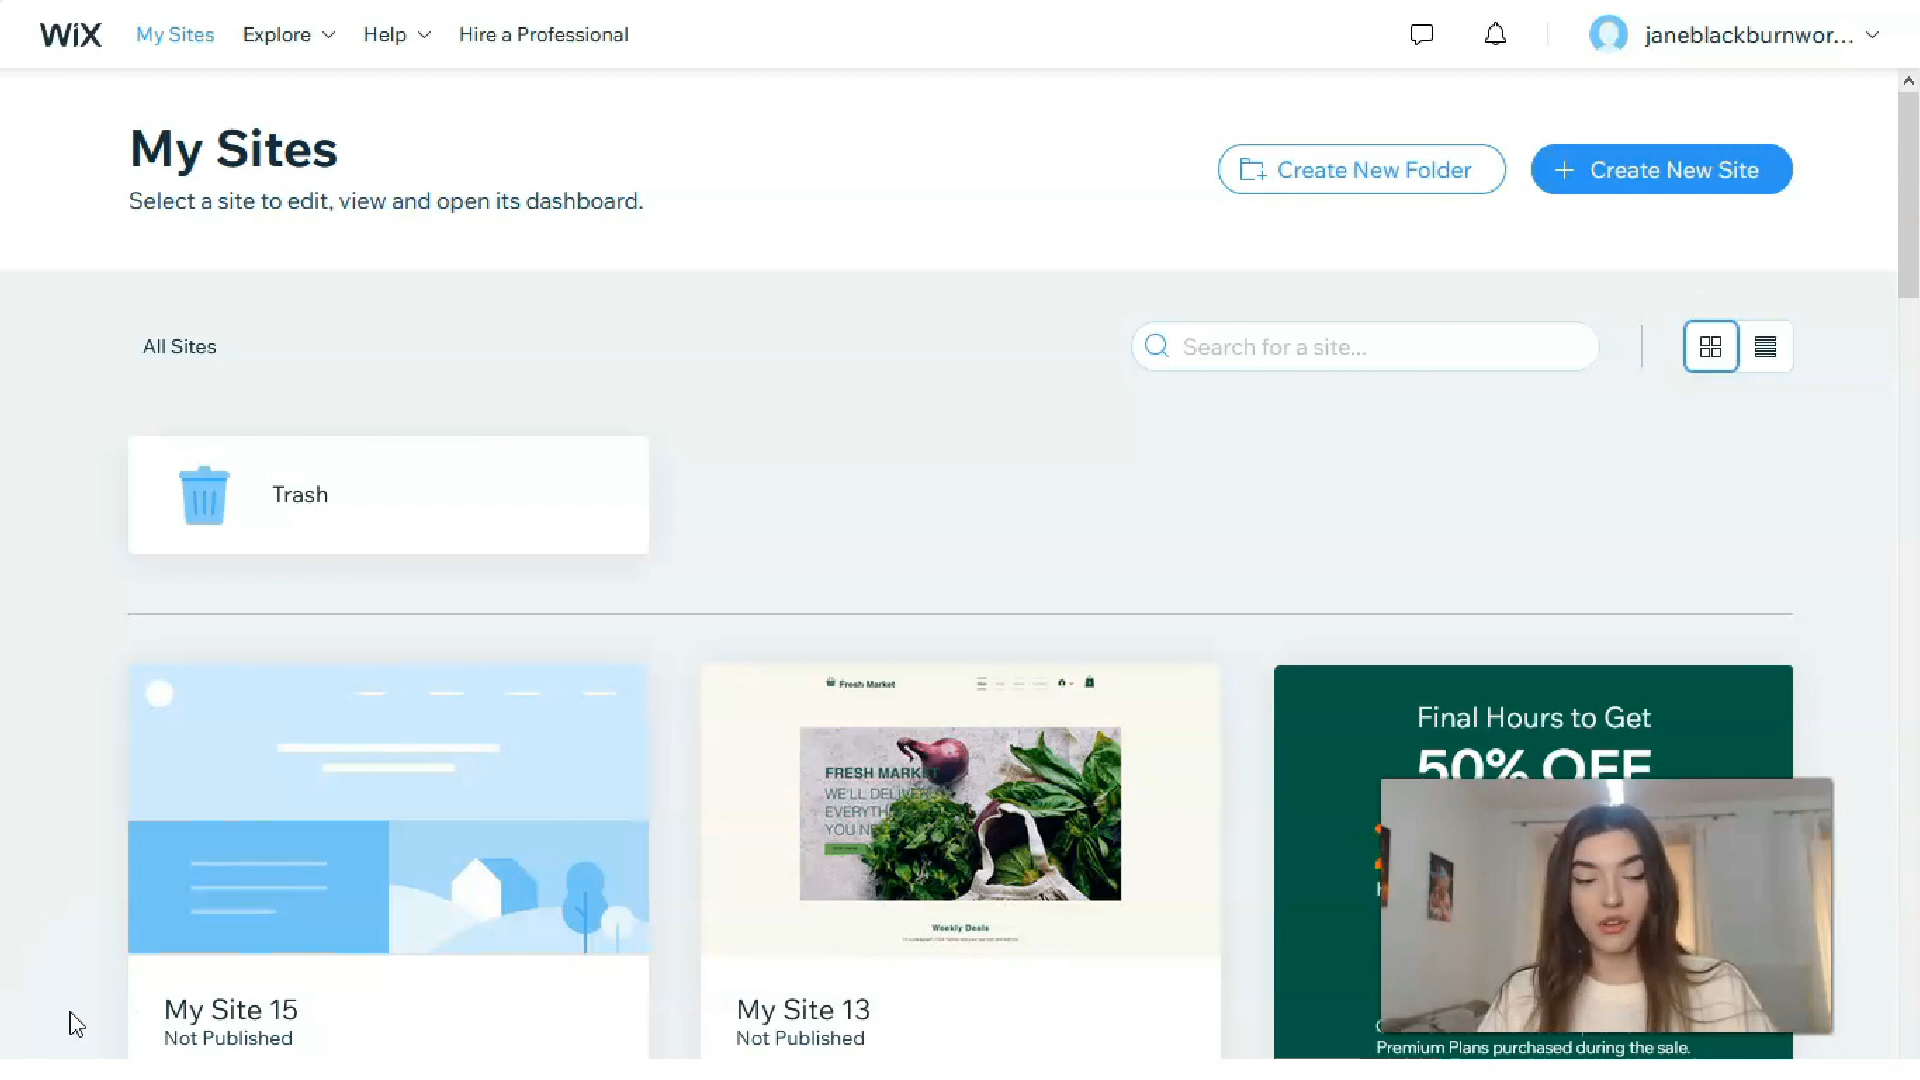 WiX My Sites Explore Help Hire a Professional janeblackburnwor...
My Sites
Select a site to edit, view and open its dashboard.
Create New Folder
Create New Site
All Sites
Search for a site...
Trash
Fresh Market
FRESH MARKET
WE'LL DELIVER
EVERYTH
YOU NE
Weekly Deals
Final Hours to Get
50% OFF
Premium Plans purchased during the sale.
My Site 15
Not Published
My Site 13
Not Published